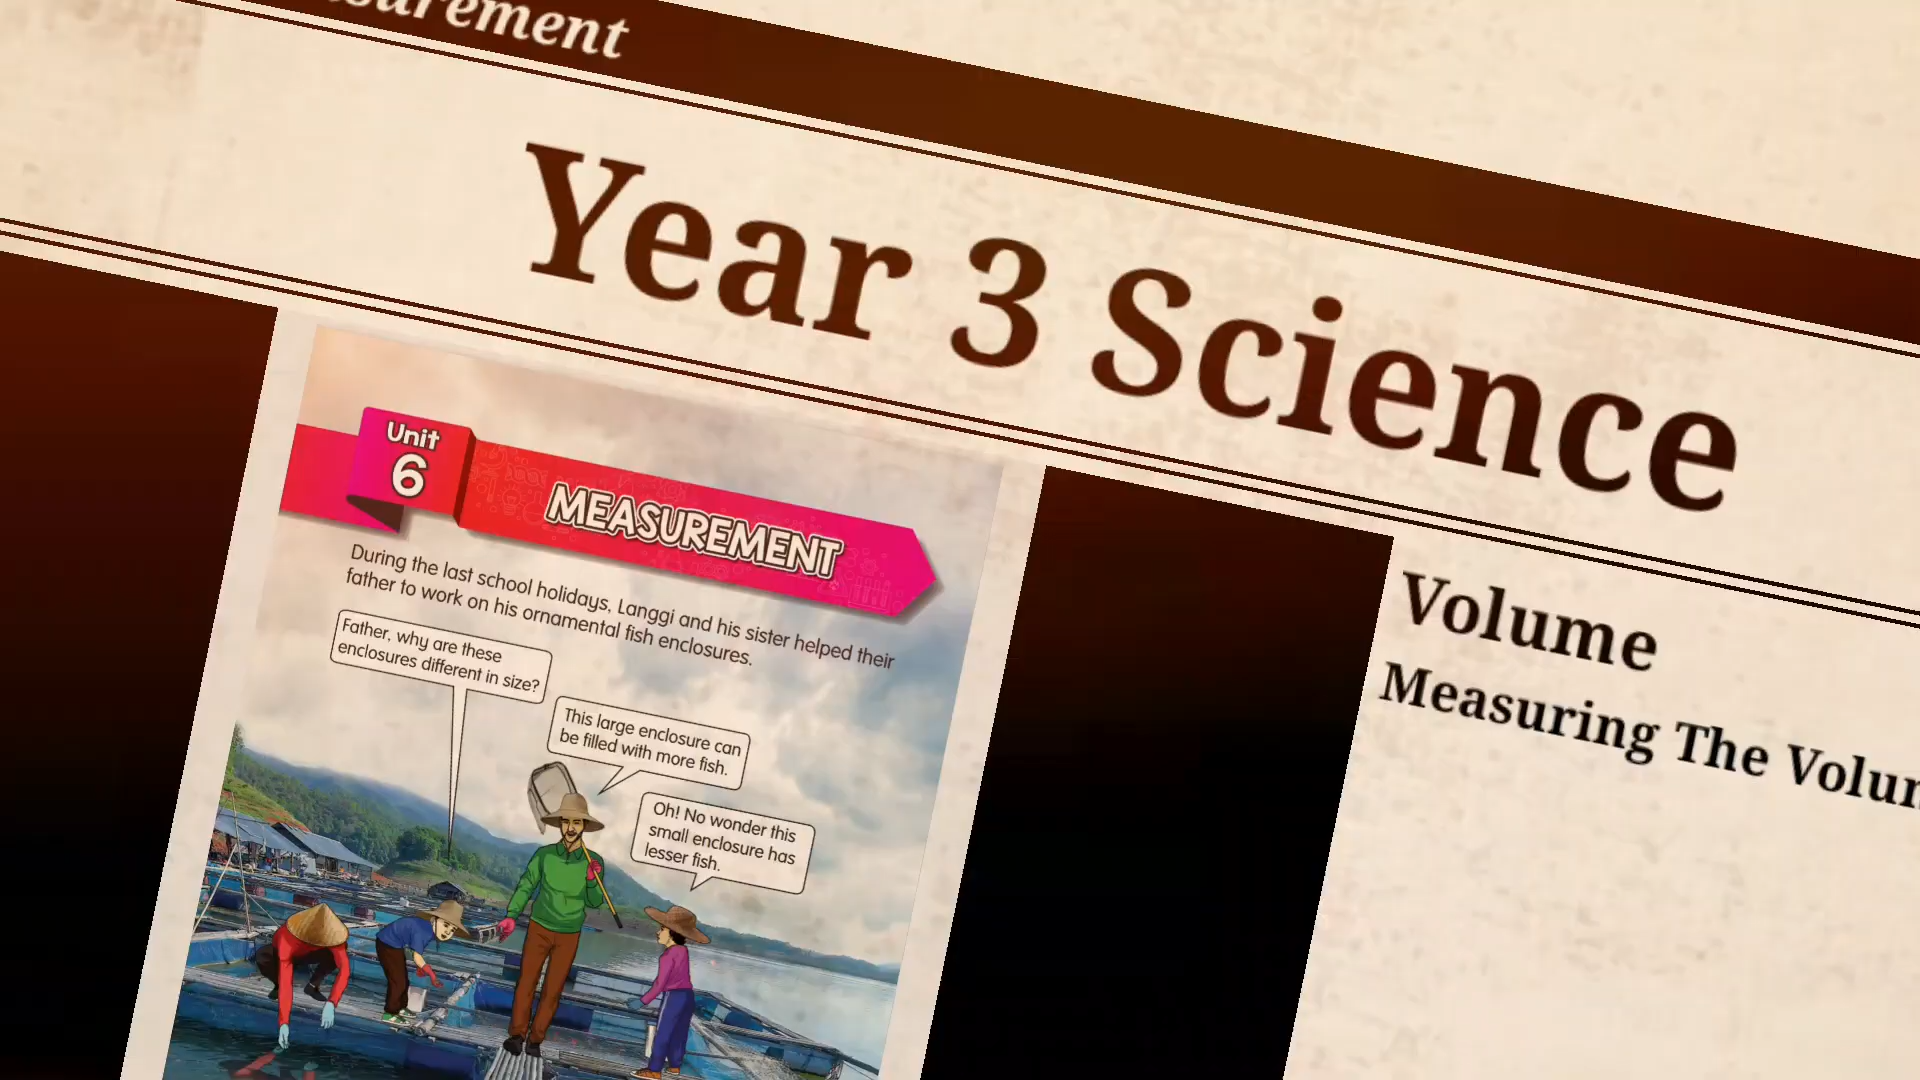 Year 3 Science
Unit
6
MEASUREMENT
During the last school holidays, Langgi and his sister helped their
father to work on his ornamental fish enclosures.
Father, why are these
enclosures different in size?
This large enclosure can
be filled with more fish.
Oh! No wonder this
small enclosure has
lesser fish.
Volume
Measuring The